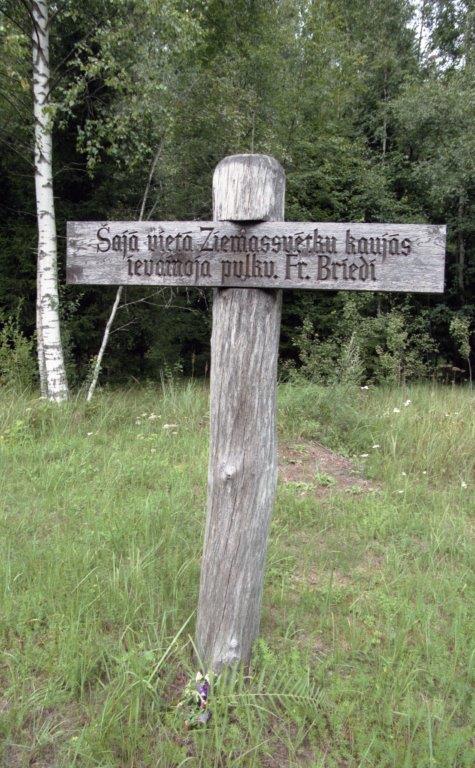 Šajā vietā Ziemassvētku kaujās
ievainoja pulkv. Fr. Briedi